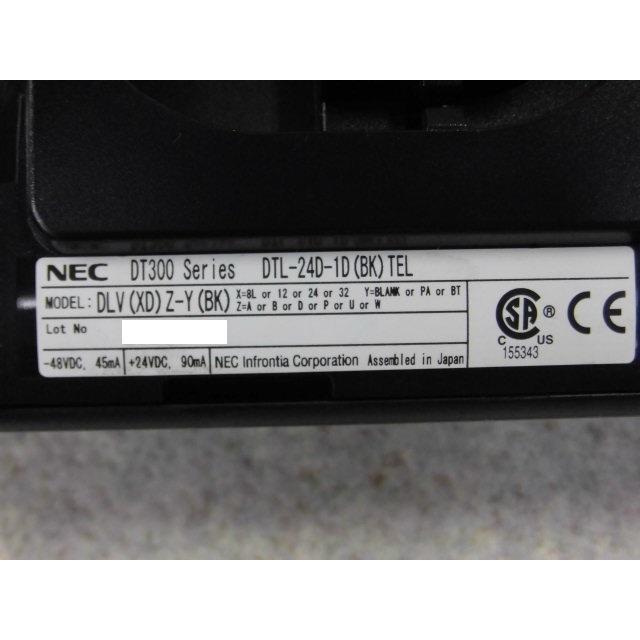 NEC DT300 Series DTL-24D-1D(BK)TEL
MODEL: DLV(XD)Z-Y(BK) X=8L or 12 or 24 or 32 Y=BLANK or PA or BT
Z=A or B or D or P or U or W
Lot No
-48VDC, 45mA +24VDC, 90mA NEC Infrontia Corporation Assembled in Japan
CSA ® CE
C US
155343